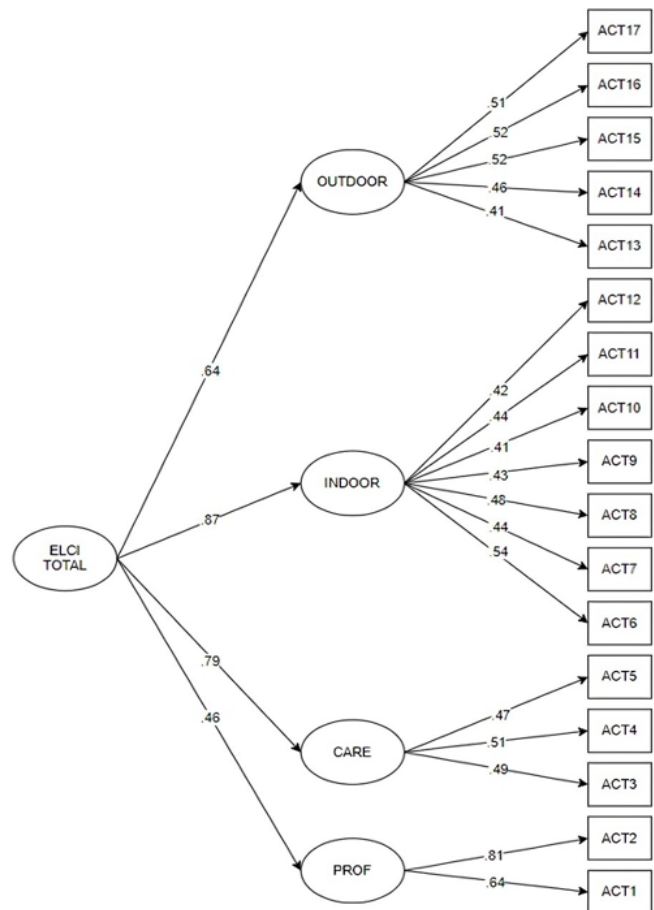 ACT17
ACT16
.51
ACT15
.52
.52
OUTDOOR
ACT14
.46
.41
ACT13
ACT12
ACT11
.64
.42
ACT10
.44
.41
ACT9
.43
INDOOR
.48
ACT8
.87
.44
.54
ELCI
TOTAL
ACT7
ACT6
.79
ACT5
.47
.46
ACT4
.51
CARE
.49
ACT3
ACT2
.81
PROF
.64
ACT1